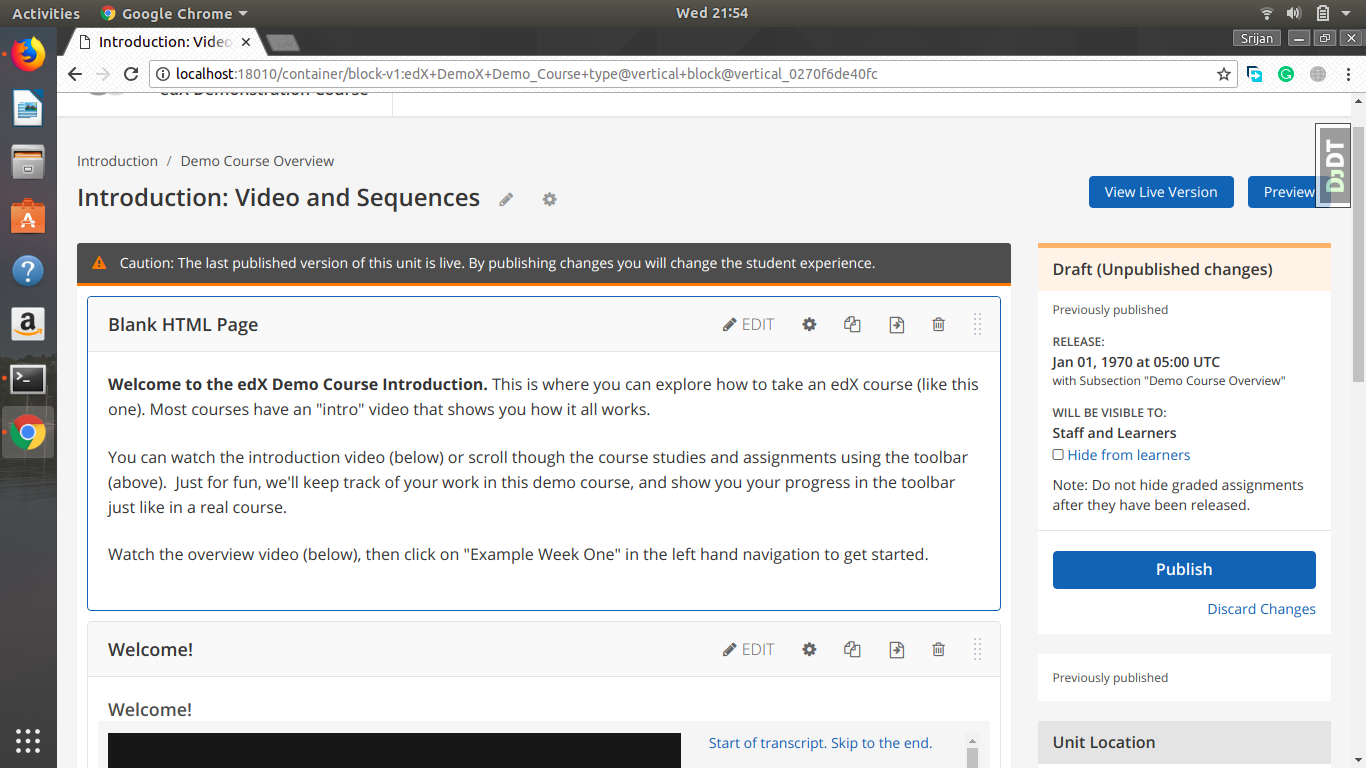 Activities Google Chrome Wed 21:54
Introduction: Video
Srijan
localhost:18010/container/block-v1:edX+DemoX+Demo_Course+type@vertical+block@vertical_0270f6de40fc
edX Demonstration Course
Introduction / Demo Course Overview
Introduction: Video and Sequences
View Live Version
Preview
DjDT
Caution: The last published version of this unit is live. By publishing changes you will change the student experience.
Blank HTML Page
EDIT
Welcome to the edX Demo Course Introduction. This is where you can explore how to take an edX course (like this
one). Most courses have an "intro" video that shows you how it all works.
You can watch the introduction video (below) or scroll though the course studies and assignments using the toolbar
(above). Just for fun, we'll keep track of your work in this demo course, and show you your progress in the toolbar
just like in a real course.
Watch the overview video (below), then click on "Example Week One" in the left hand navigation to get started.
Welcome!
EDIT
Welcome!
Start of transcript. Skip to the end.
Draft (Unpublished changes)
Previously published
RELEASE:
Jan 01, 1970 at 05:00 UTC
with Subsection "Demo Course Overview"
WILL BE VISIBLE TO:
Staff and Learners
Hide from learners
Note: Do not hide graded assignments
after they have been released.
Publish
Discard Changes
Previously published
Unit Location